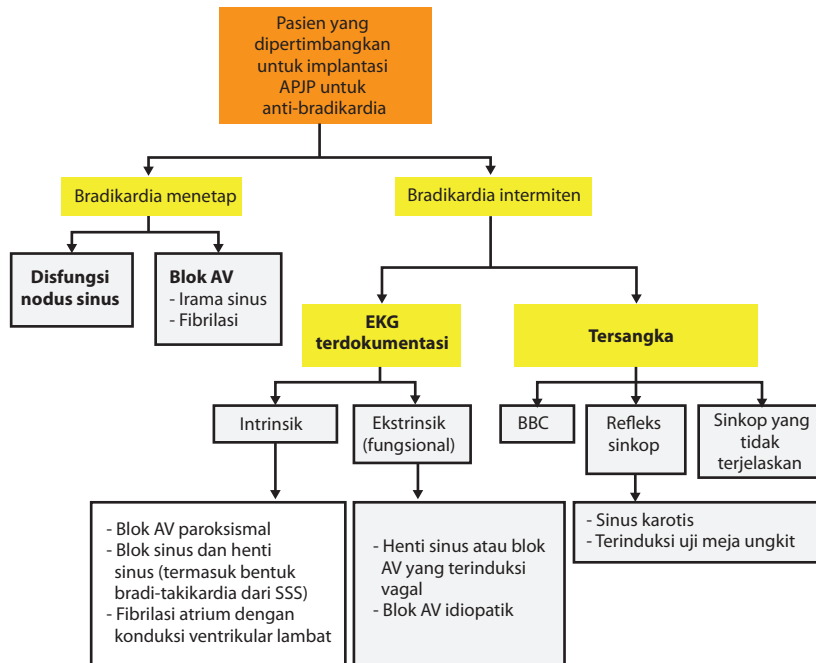 Pasien yang
dipertimbangkan
untuk implantasi
APJP untuk
anti-bradikardia
Bradikardia menetap
Bradikardia intermiten
Disfungsi
nodus sinus
Blok AV
- Irama sinus
- Fibrilasi
EKG
terdokumentasi
Tersangka
Intrinsik
Ekstrinsik
(fungsional)
BBC
Refleks
sinkop
Sinkop yang
tidak
terjelaskan
- Blok AV paroksismal
- Blok sinus dan henti
sinus (termasuk bentuk
bradi-takikardia dari SSS)
- Fibrilasi atrium dengan
konduksi ventrikular lambat
- Henti sinus atau blok
AV yang terinduksi
vagal
- Blok AV idiopatik
- Sinus karotis
- Terinduksi uji meja ungkit